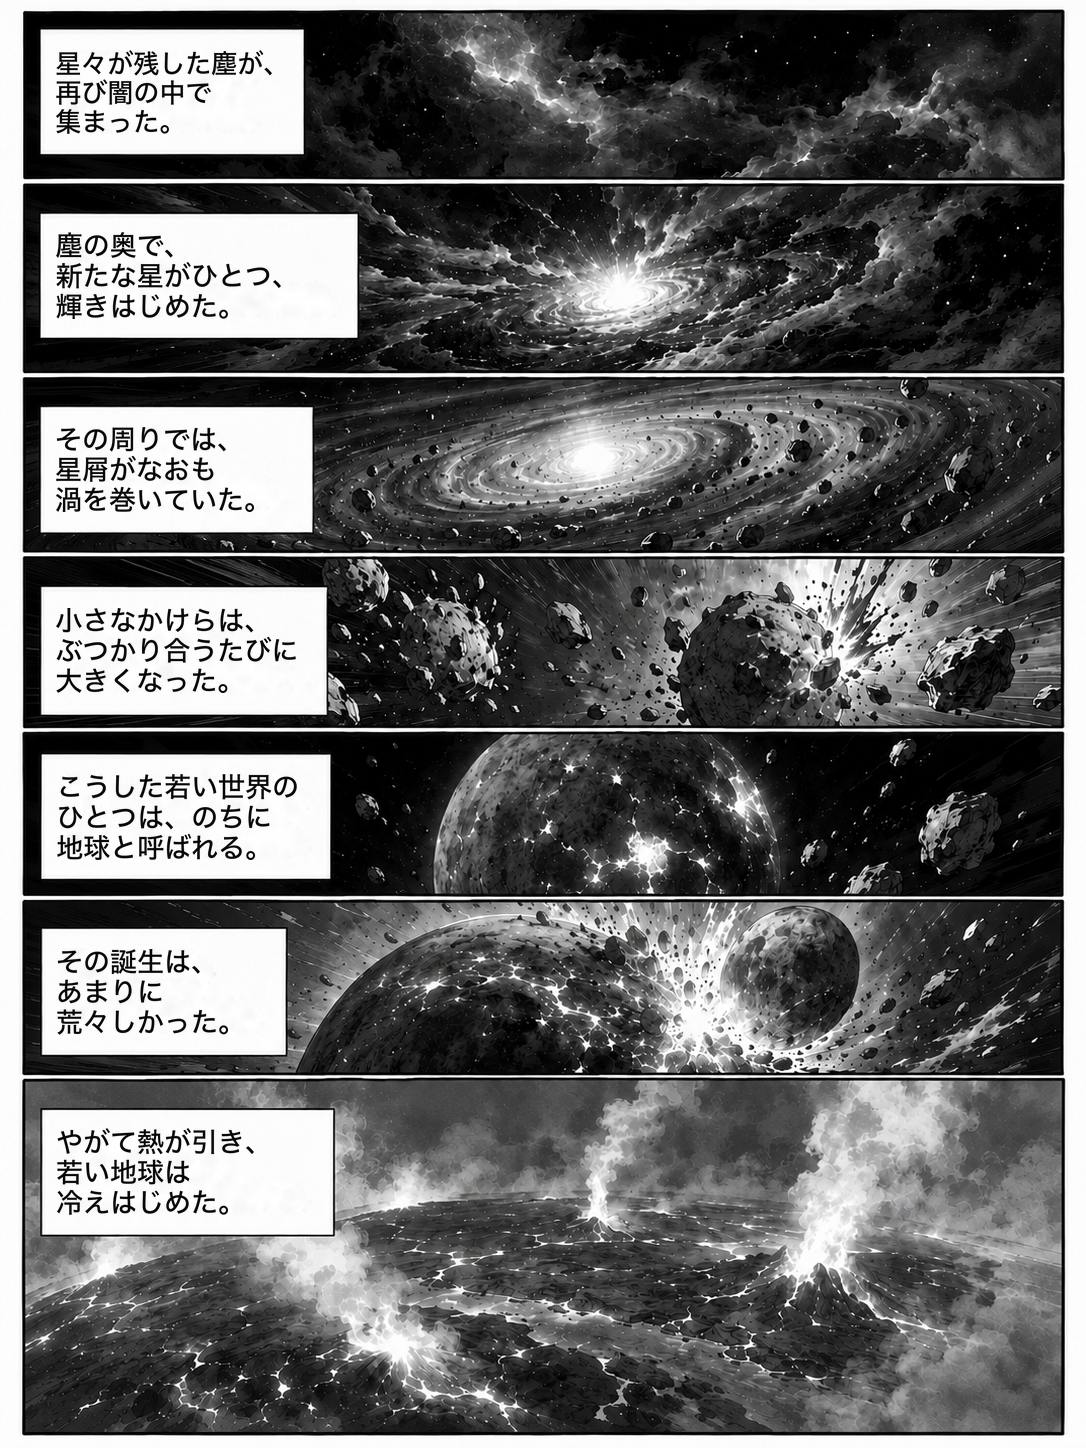 星々が残した塵が、
再び闇の中で
集まった。
塵の奥で、
新たな星がひとつ、
輝きはじめた。
その周りでは、
星屑がなおも
渦を巻いていた。
小さなかけらは、
ぶつかり合うたびに
大きくなった。
こうした若い世界の
ひとつは、のちに
地球と呼ばれる。
その誕生は、
あまりに
荒々しかった。
やがて熱が引き、
若い地球は
冷えはじめた。